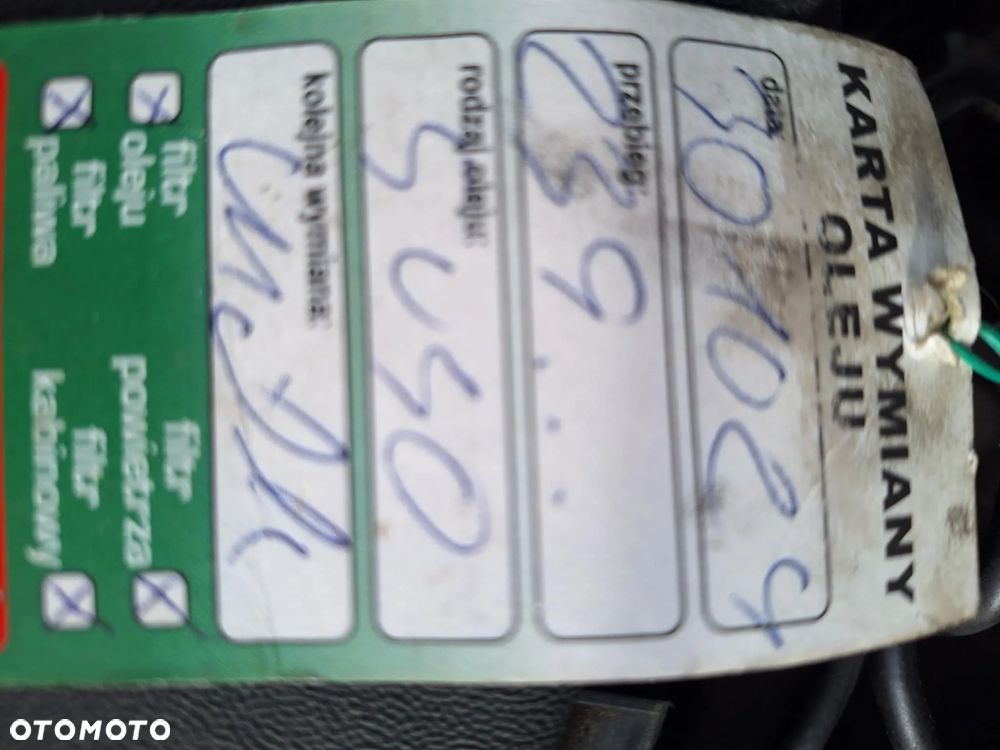 KARTA WYMIANY
OLEJU
data
30.10 24
przebieg:
239...
rodzaj oleju:
5W40
kolejna wymiana:
filtr oleju
filtr powietrza
filtr paliwa
filtr kabinowy
OTOMOTO